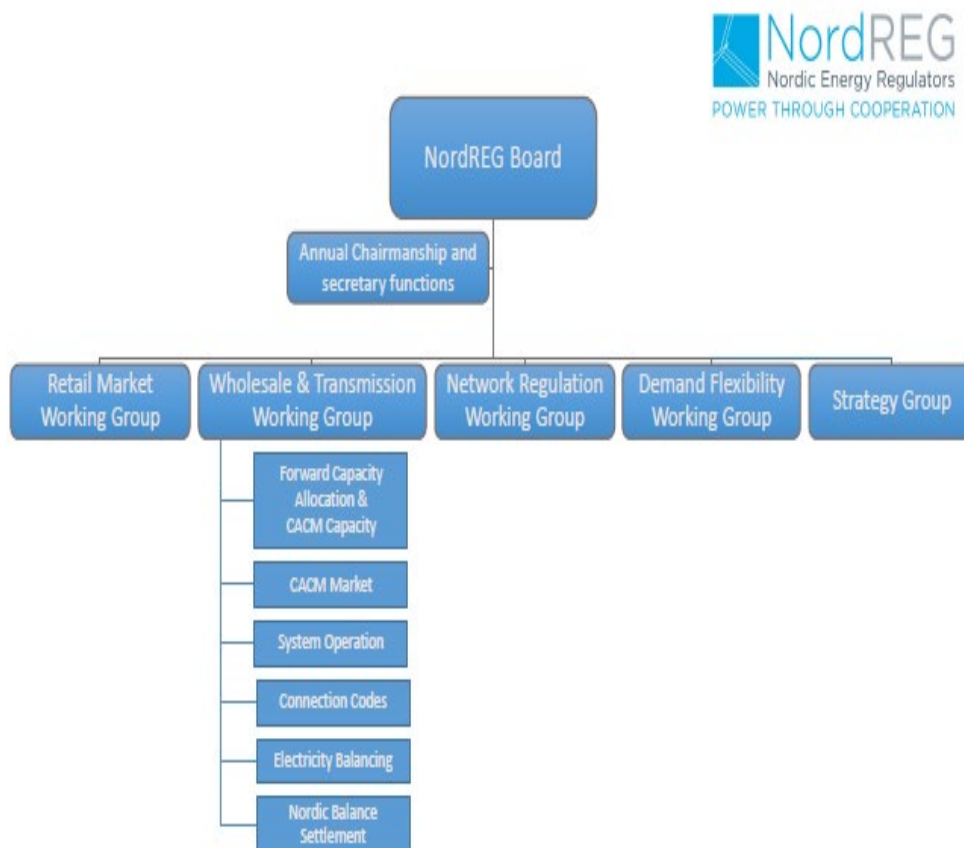 NordREG
Nordic Energy Regulators
POWER THROUGH COOPERATION
NordREG Board
Annual Chairmanship and
secretary functions
Retail Market
Working Group
Wholesale & Transmission
Working Group
Network Regulation
Working Group
Demand Flexibility
Working Group
Strategy Group
Forward Capacity
Allocation &
CACM Capacity
CACM Market
System Operation
Connection Codes
Electricity Balancing
Nordic Balance
Settlement